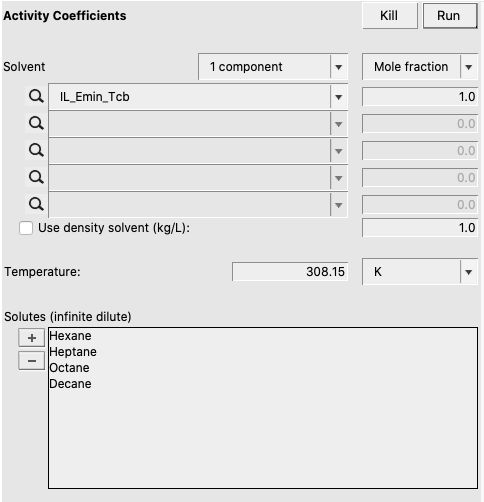 Activity Coefficients Kill Run
Solvent 1 component Mole fraction
IL_Emin_Tcb 1.0
0.0
0.0
0.0
0.0
Use density solvent (kg/L): 1.0
Temperature: 308.15 K
Solutes (infinite dilute)
+ Hexane
− Heptane
Octane
Decane